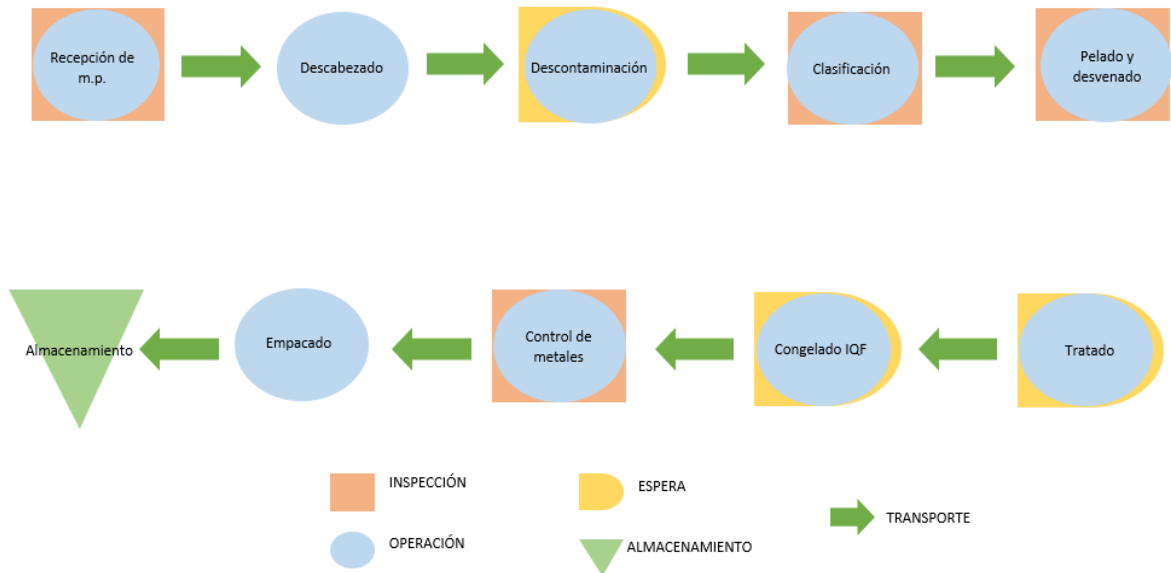 Recepción de
m.p.
Descabezado
Descontaminación
Clasificación
Pelado y
desvenado
Almacenamiento
Empacado
Control de
metales
Congelado IQF
Tratado
INSPECCIÓN
ESPERA
TRANSPORTE
OPERACIÓN
ALMACENAMIENTO